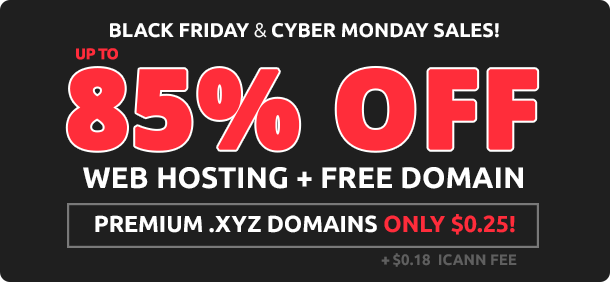 BLACK FRIDAY & CYBER MONDAY SALES!
UP TO
85% OFF
WEB HOSTING + FREE DOMAIN
PREMIUM .XYZ DOMAINS ONLY $0.25!
+ $0.18 ICANN FEE